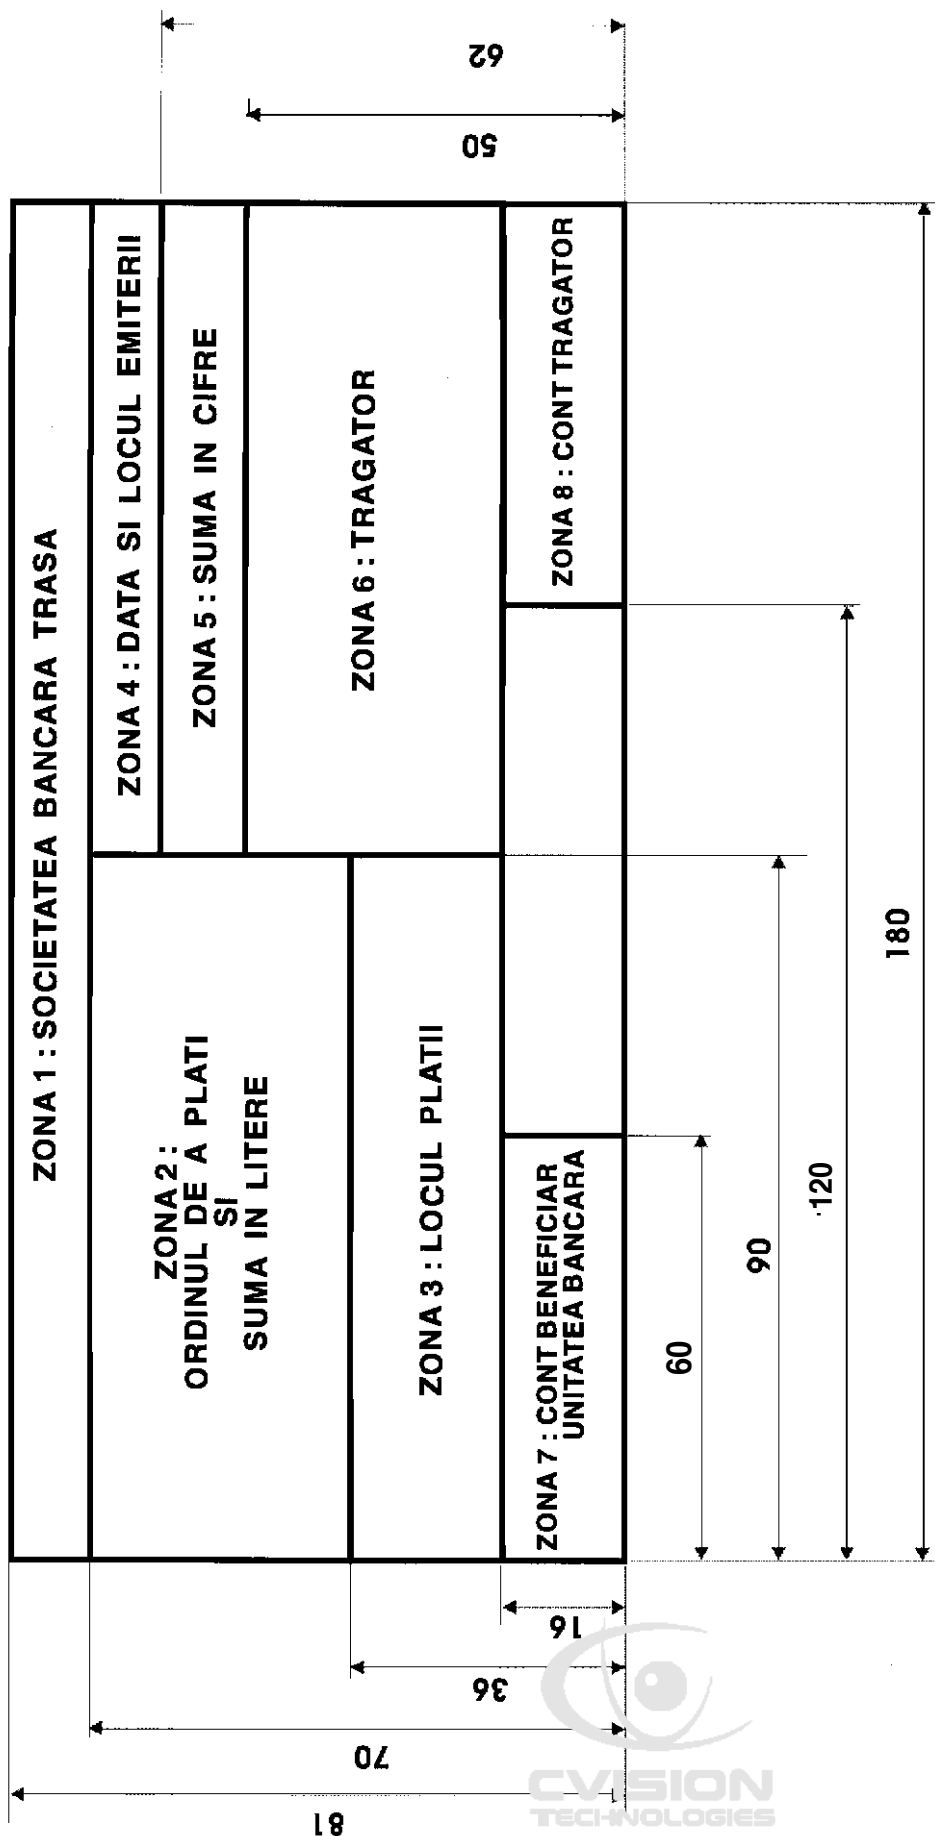 ZONA 1 : SOCIETATEA BANCARA TRASA
ZONA 2 :
ORDINUL DE A PLATI
SI
SUMA IN LITERE
ZONA 4 : DATA SI LOCUL EMITERII
ZONA 5 : SUMA IN CIFRE
ZONA 3 : LOCUL PLATII
ZONA 6 : TRAGATOR
ZONA 7 : CONT BENEFICIAR
UNITATEA BANCARA
ZONA 8 : CONT TRAGATOR
81
70
36
16
62
50
60
90
120
180
CVISION
TECHNOLOGIES